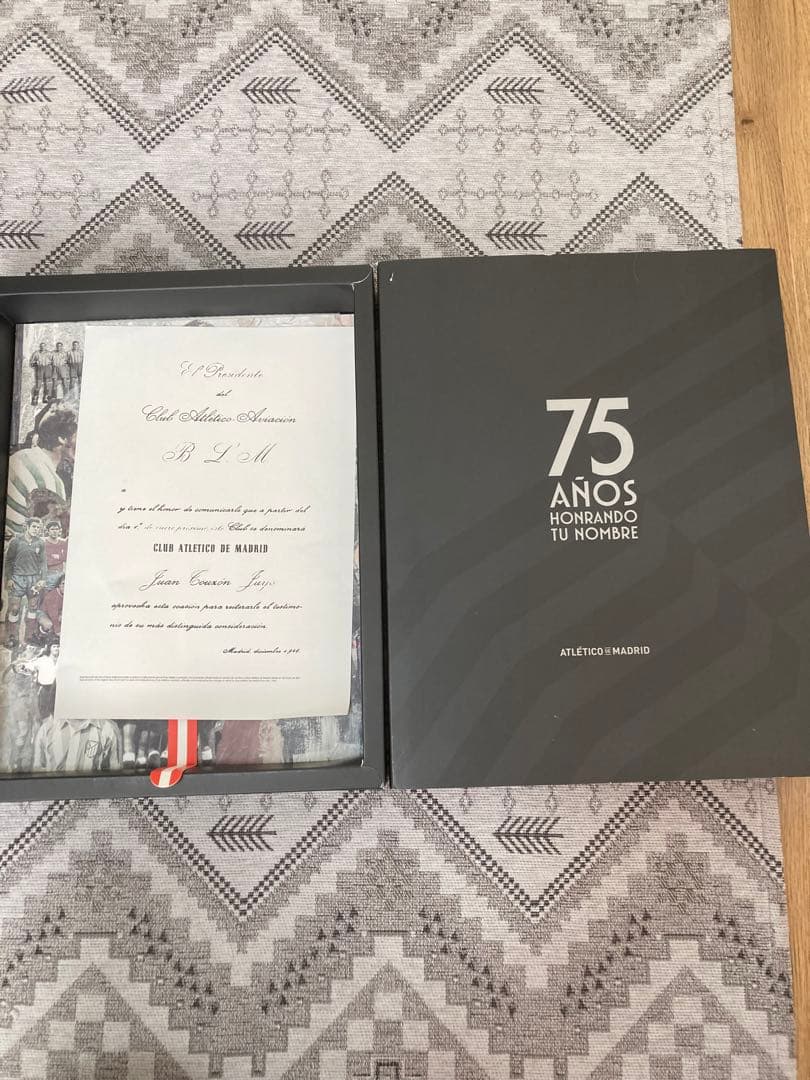 El Presidente
del
Club Atlético-Aviación
B. L. M.
a
y tiene el honor de comunicarle que a partir del
día 1.º de enero próximo, este Club se denominará
CLUB ATLETICO DE MADRID
Juan Touzón Jurjo
aprovecha esta ocasión para reiterarle el testimo-
nio de su más distinguida consideración.
Madrid, diciembre
75
AÑOS
HONRANDO
TU NOMBRE
ATLÉTICO DE MADRID